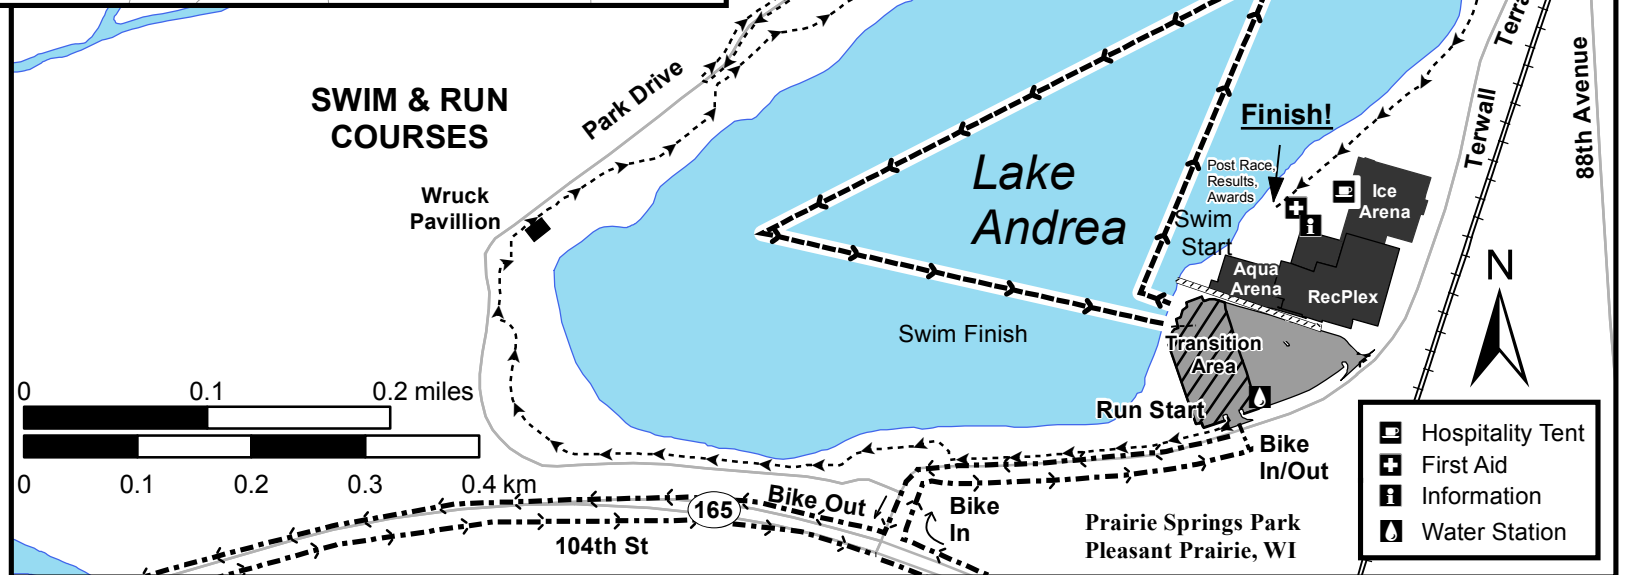 SWIM & RUN
COURSES
Park Drive
Wruck
Pavillion
Lake
Andrea
Finish!
Post Race,
Results,
Awards
Swim
Start
Ice
Arena
Aqua
Arena
RecPlex
Terwall
Terra
88th Avenue
N
Swim Finish
Transition
Area
Run Start
Bike
In/Out
0 0.1 0.2 miles
0 0.1 0.2 0.3 0.4 km
Bike Out
165
Bike
In
104th St
Prairie Springs Park
Pleasant Prairie, WI
Hospitality Tent
First Aid
Information
Water Station